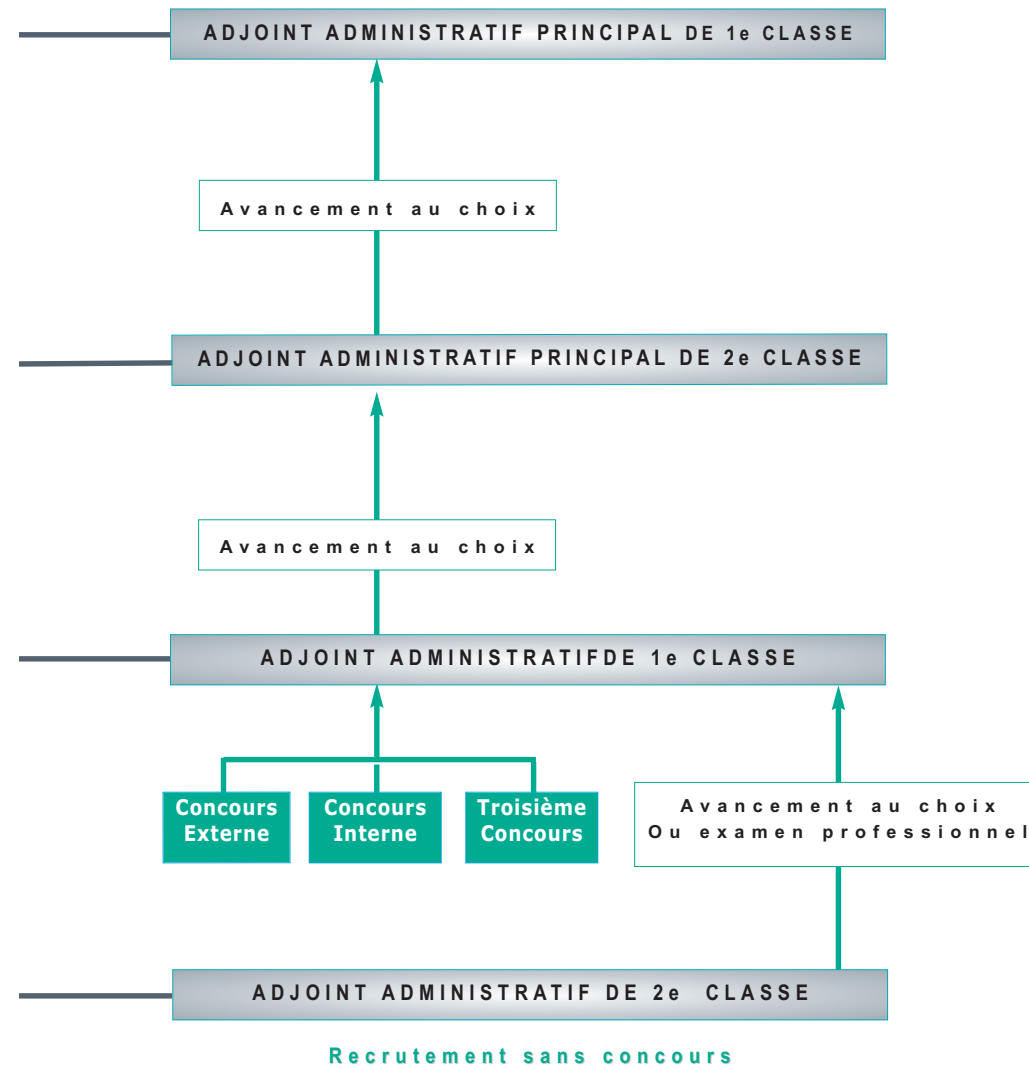 ADJOINT ADMINISTRATIF PRINCIPAL DE 1e CLASSE
Avancement au choix
ADJOINT ADMINISTRATIF PRINCIPAL DE 2e CLASSE
Avancement au choix
ADJOINT ADMINISTRATIFDE 1e CLASSE
Concours
Externe
Concours
Interne
Troisième
Concours
Avancement au choix
Ou examen professionnel
ADJOINT ADMINISTRATIF DE 2e CLASSE
Recrutement sans concours